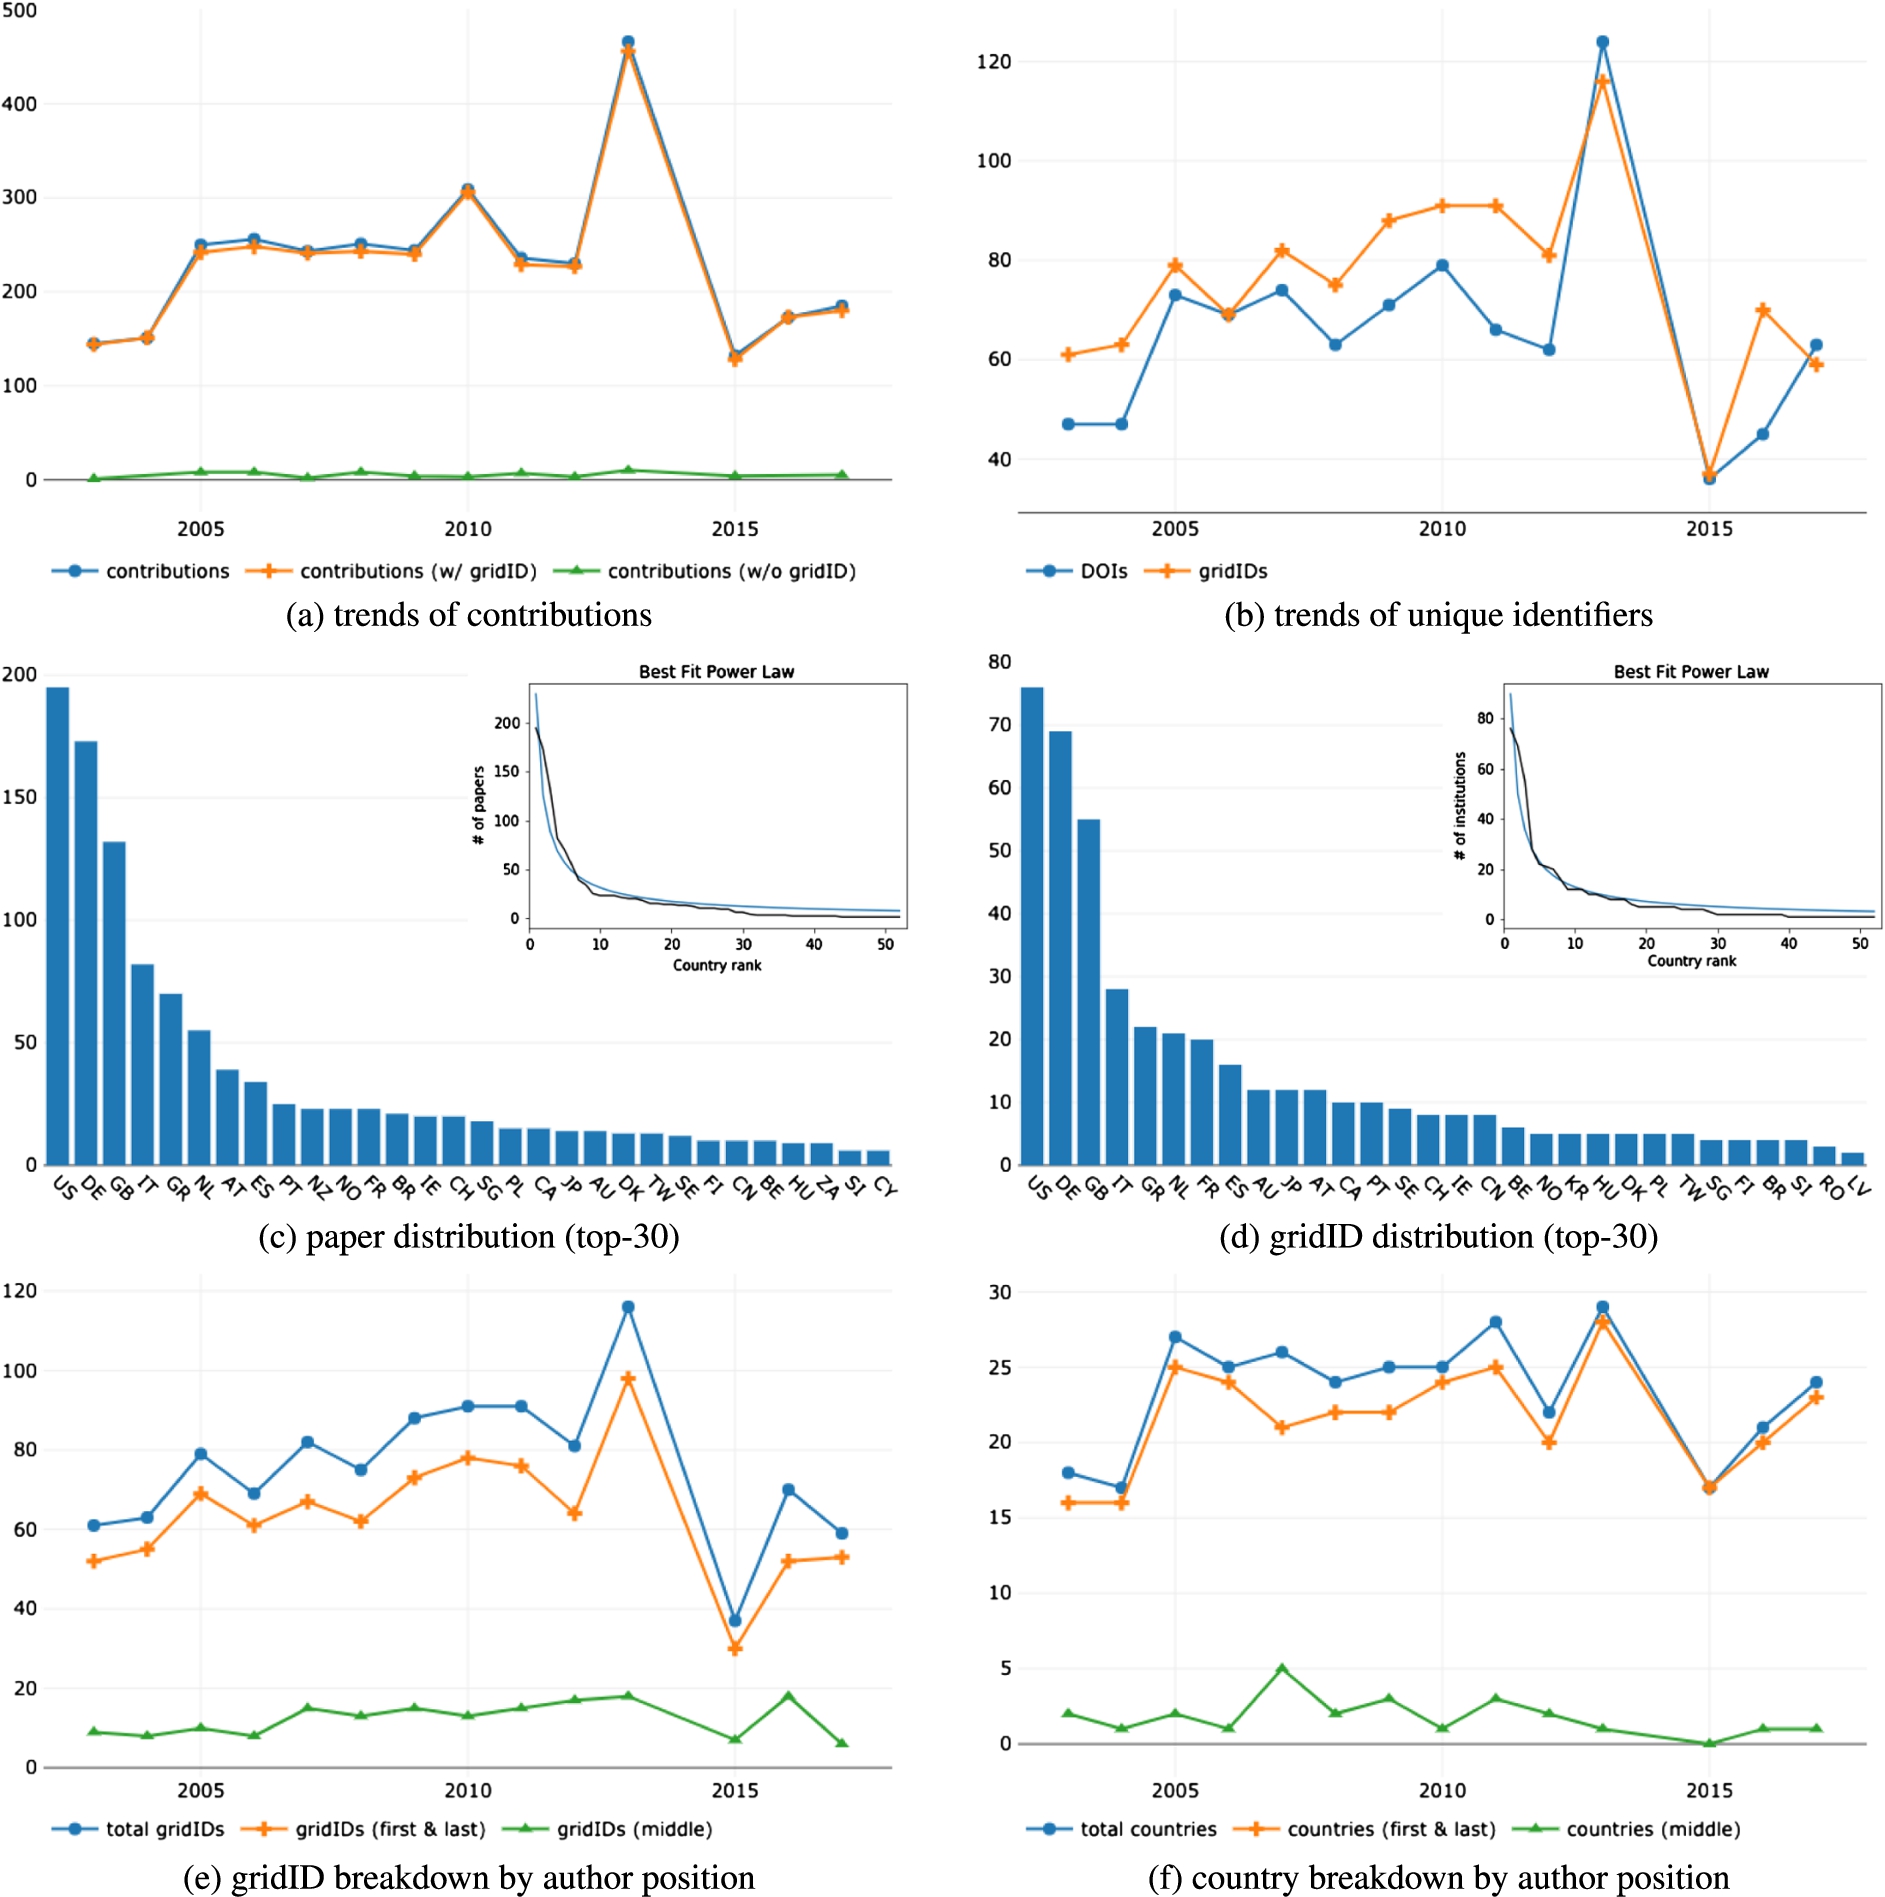 500
400
300
200
100
0
2005 2010 2015
contributions contributions (w/ gridID) contributions (w/o gridID)
(a) trends of contributions
120
100
80
60
40
2005 2010 2015
DOIs gridIDs
(b) trends of unique identifiers
200
150
100
50
0
US DE GB IT GR NL AT ES PT NZ NO FR BR IE CH SG PL CA JP AU DK TW SE FI CN BE HU ZA SI CY
Best Fit Power Law
# of papers
200
150
100
50
0
0 10 20 30 40 50
Country rank
(c) paper distribution (top-30)
80
70
60
50
40
30
20
10
0
US DE GB IT GR NL FR ES AU JP AT CA PT SE CH IE CN BE NO KR HU DK PL TW SG FI BR SI RO LV
Best Fit Power Law
# of institutions
80
60
40
20
0
0 10 20 30 40 50
Country rank
(d) gridID distribution (top-30)
120
100
80
60
40
20
0
2005 2010 2015
total gridIDs gridIDs (first & last) gridIDs (middle)
(e) gridID breakdown by author position
30
25
20
15
10
5
0
2005 2010 2015
total countries countries (first & last) countries (middle)
(f) country breakdown by author position